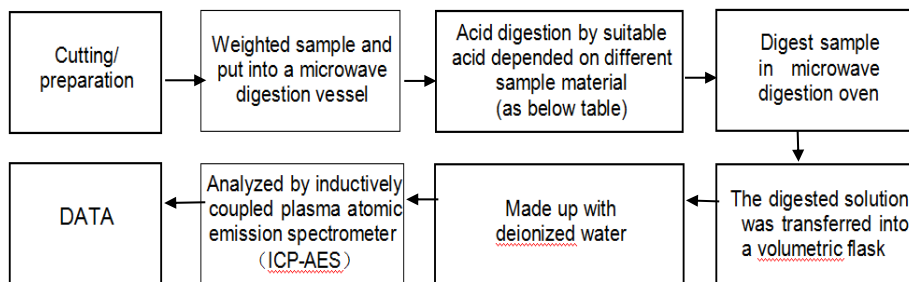 Cutting/
preparation
Weighted sample and
put into a microwave
digestion vessel
Acid digestion by suitable
acid depended on different
sample material
(as below table)
Digest sample
in microwave
digestion oven
The digested solution
was transferred into
a volumetric flask
Made up with
deionized water
Analyzed by inductively
coupled plasma atomic
emission spectrometer
（ICP-AES）
DATA